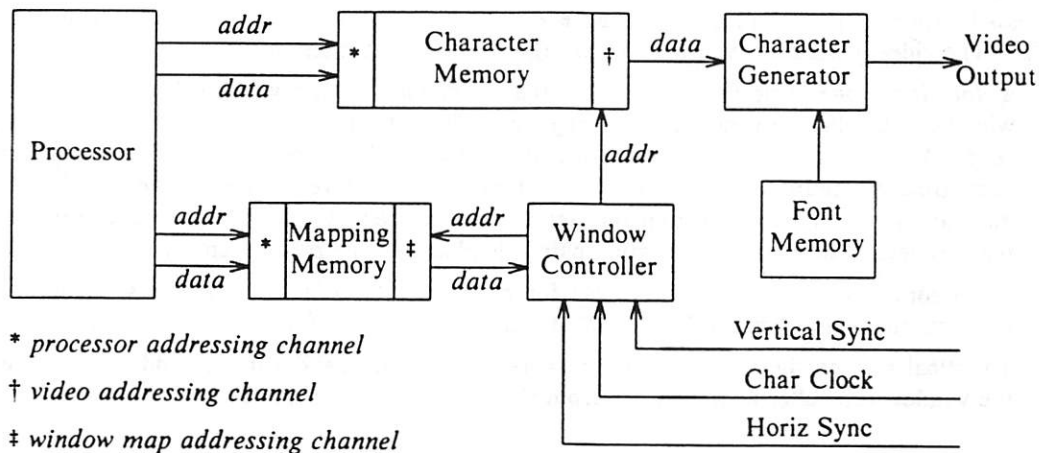 addr
data
Processor
addr
data
* Character Memory †
data
Character Generator
Video Output
addr
Font Memory
* Mapping Memory ‡
addr
data
Window Controller
Vertical Sync
Char Clock
Horiz Sync
* processor addressing channel
† video addressing channel
‡ window map addressing channel